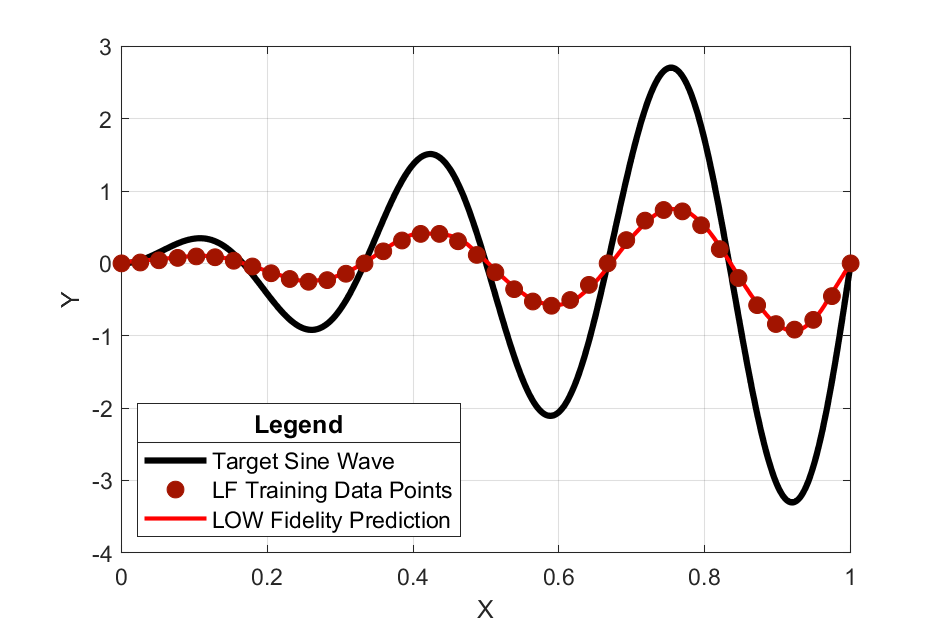 3
2
1
0
-1
-2
-3
-4
Y
Legend
Target Sine Wave
LF Training Data Points
LOW Fidelity Prediction
0 0.2 0.4 0.6 0.8 1
X